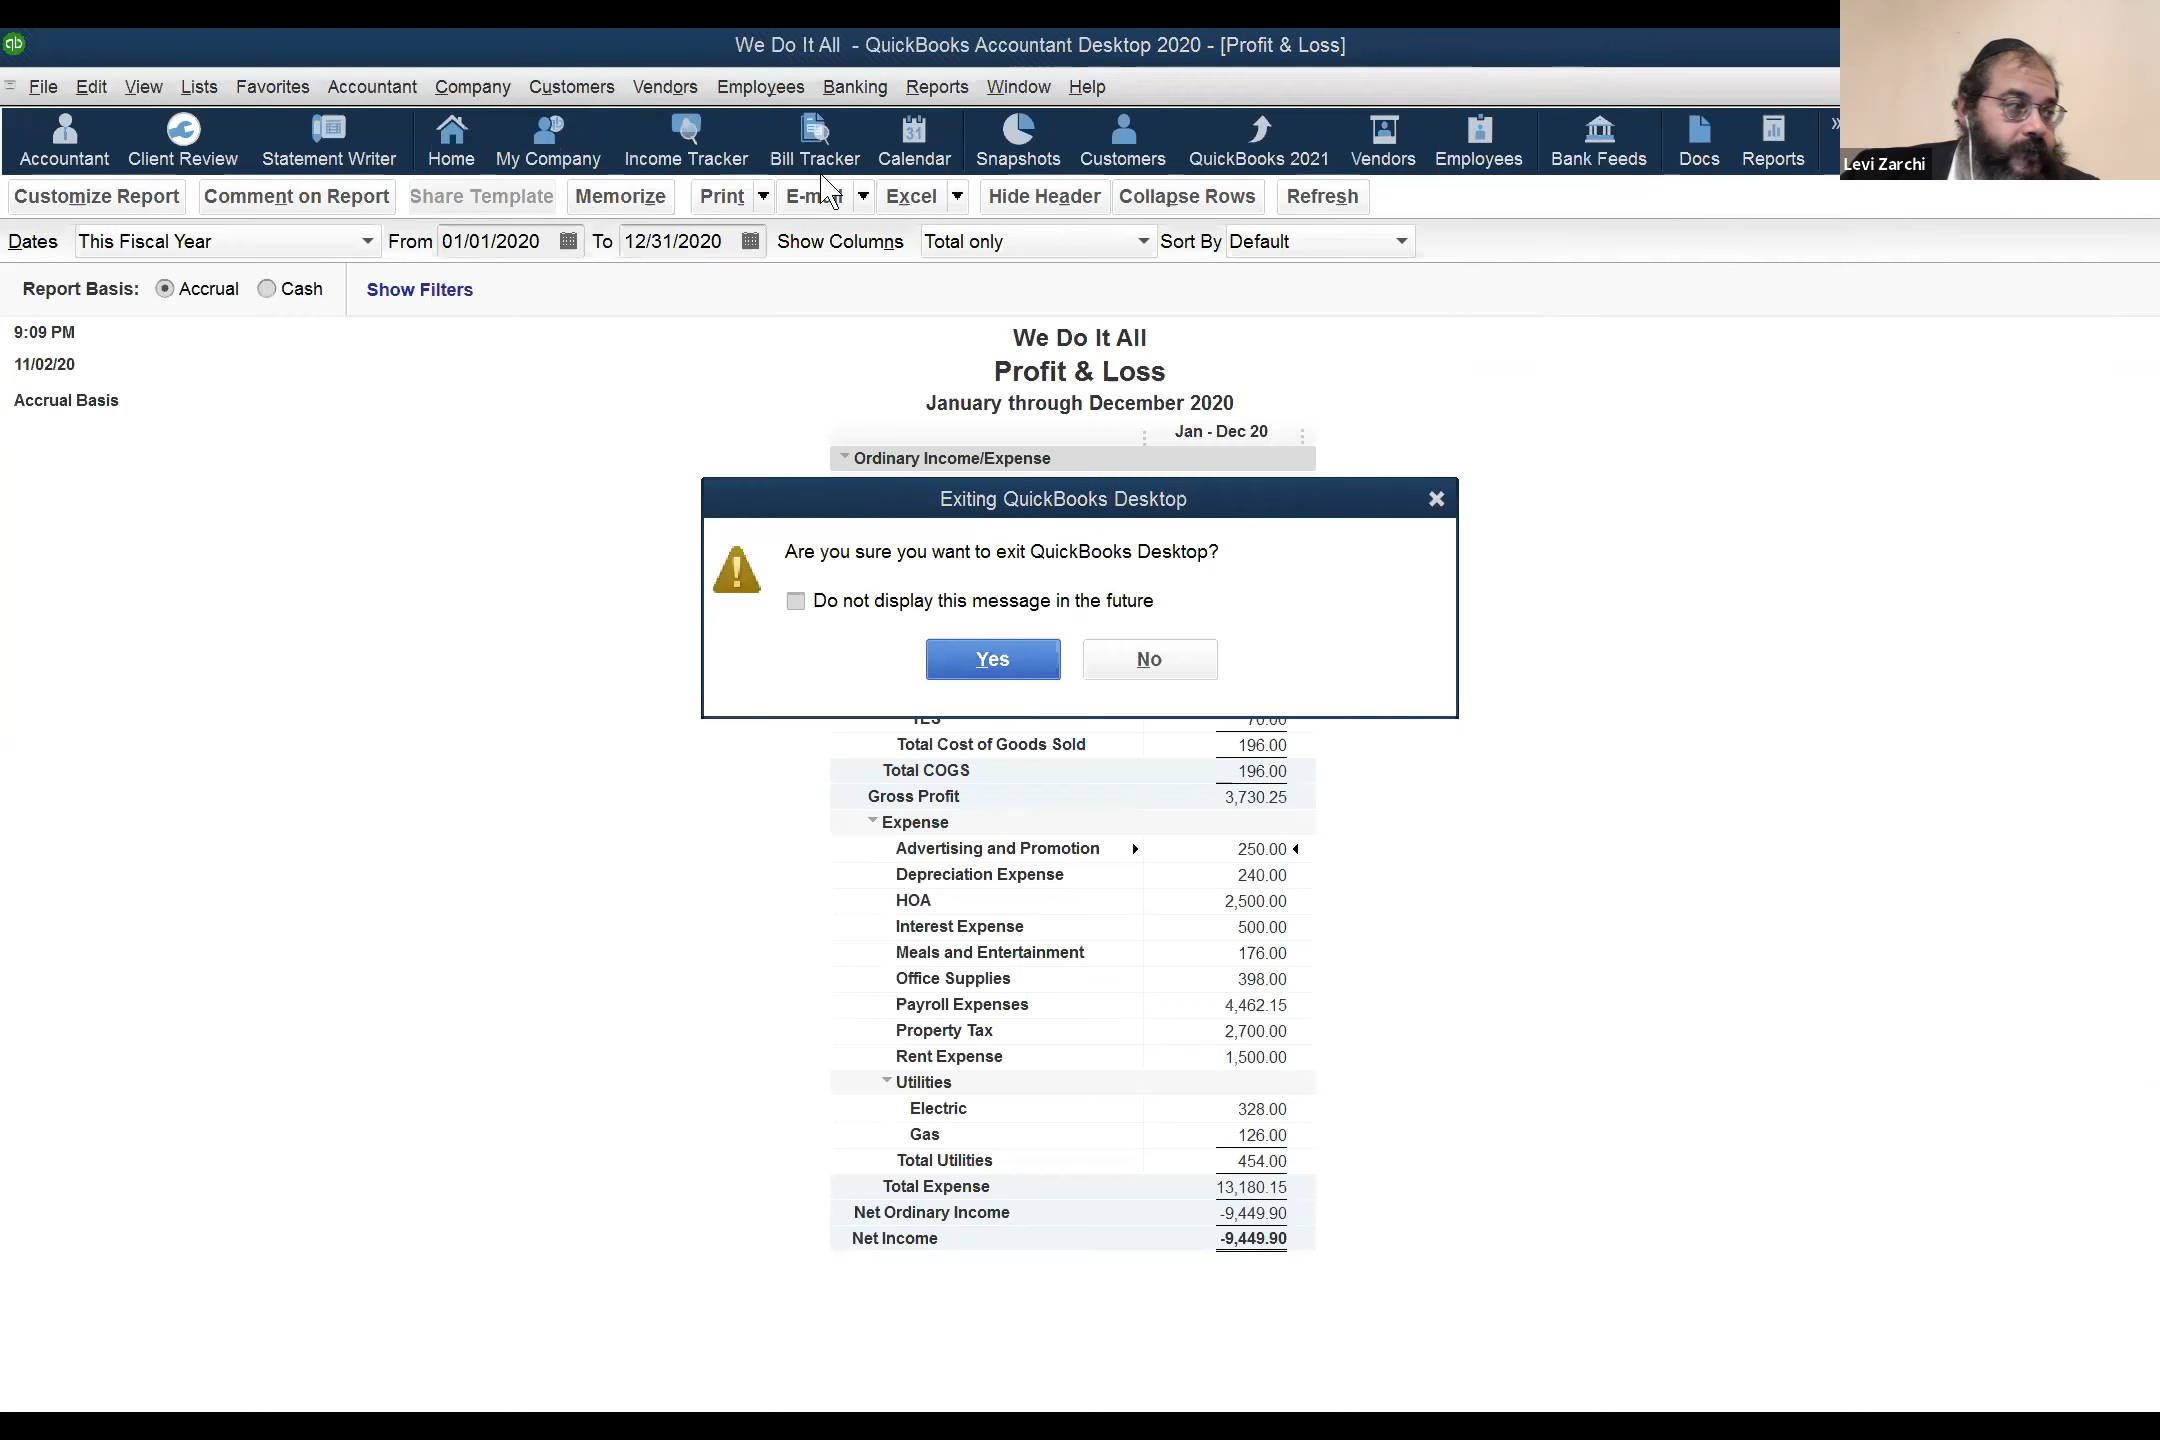 We Do It All - QuickBooks Accountant Desktop 2020 - [Profit & Loss]
File Edit View Lists Favorites Accountant Company Customers Vendors Employees Banking Reports Window Help
Accountant Client Review Statement Writer Home My Company Income Tracker Bill Tracker Calendar Snapshots Customers QuickBooks 2021 Vendors Employees Bank Feeds Docs Reports
Levi Zarchi
Customize Report Comment on Report Share Template Memorize Print E-mail Excel Hide Header Collapse Rows Refresh
Dates This Fiscal Year From 01/01/2020 To 12/31/2020 Show Columns Total only Sort By Default
Report Basis: Accrual Cash Show Filters
9:09 PM
11/02/20
Accrual Basis
We Do It All
Profit & Loss
January through December 2020
Jan - Dec 20
Ordinary Income/Expense
Exiting QuickBooks Desktop
Are you sure you want to exit QuickBooks Desktop?
Do not display this message in the future
Yes No
70.00
Total Cost of Goods Sold 196.00
Total COGS 196.00
Gross Profit 3,730.25
Expense
Advertising and Promotion 250.00
Depreciation Expense 240.00
HOA 2,500.00
Interest Expense 500.00
Meals and Entertainment 176.00
Office Supplies 398.00
Payroll Expenses 4,462.15
Property Tax 2,700.00
Rent Expense 1,500.00
Utilities
Electric 328.00
Gas 126.00
Total Utilities 454.00
Total Expense 13,180.15
Net Ordinary Income -9,449.90
Net Income -9,449.90